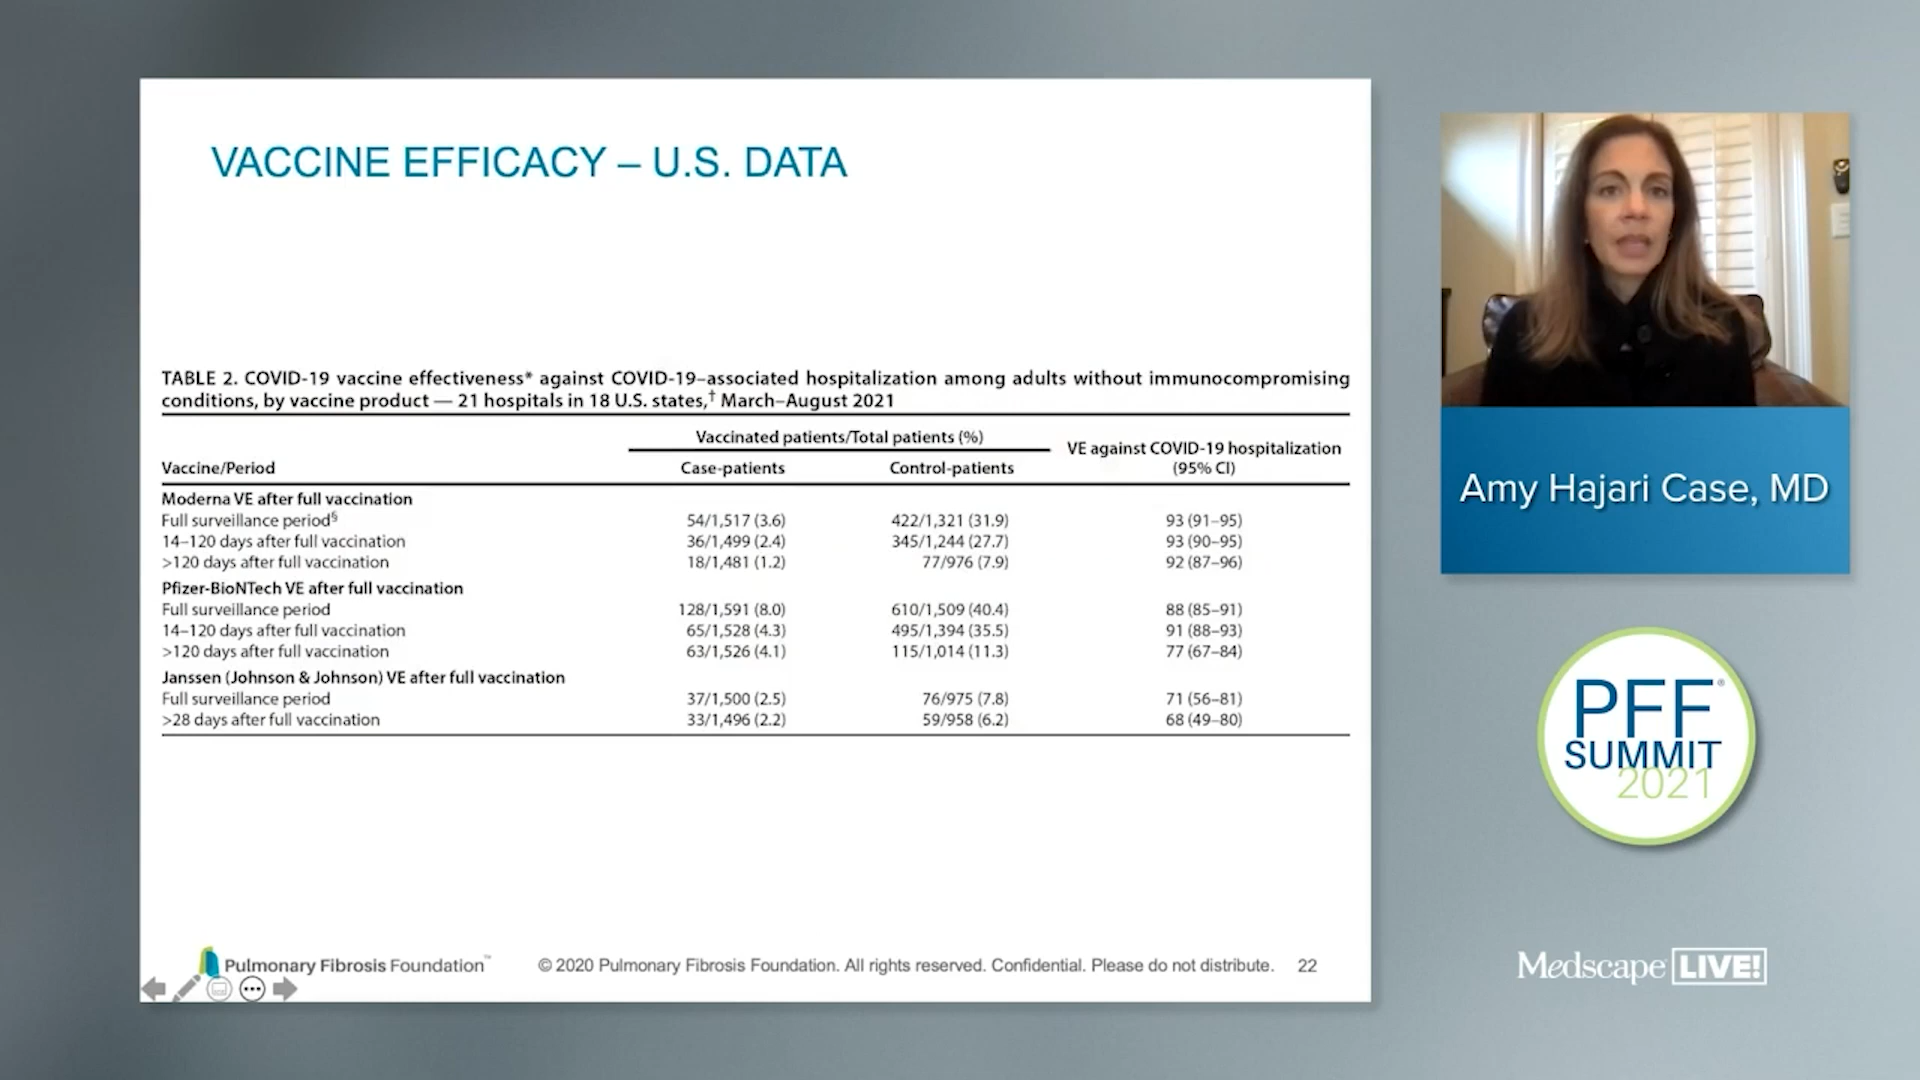 VACCINE EFFICACY – U.S. DATA
TABLE 2. COVID-19 vaccine effectiveness* against COVID-19–associated hospitalization among adults without immunocompromising
conditions, by vaccine product — 21 hospitals in 18 U.S. states,† March–August 2021
Vaccinated patients/Total patients (%)
VE against COVID-19 hospitalization
Vaccine/Period Case-patients Control-patients (95% CI)
Moderna VE after full vaccination
Full surveillance period§ 54/1,517 (3.6) 422/1,321 (31.9) 93 (91–95)
14–120 days after full vaccination 36/1,499 (2.4) 345/1,244 (27.7) 93 (90–95)
>120 days after full vaccination 18/1,481 (1.2) 77/976 (7.9) 92 (87–96)
Pfizer-BioNTech VE after full vaccination
Full surveillance period 128/1,591 (8.0) 610/1,509 (40.4) 88 (85–91)
14–120 days after full vaccination 65/1,528 (4.3) 495/1,394 (35.5) 91 (88–93)
>120 days after full vaccination 63/1,526 (4.1) 115/1,014 (11.3) 77 (67–84)
Janssen (Johnson & Johnson) VE after full vaccination
Full surveillance period 37/1,500 (2.5) 76/975 (7.8) 71 (56–81)
>28 days after full vaccination 33/1,496 (2.2) 59/958 (6.2) 68 (49–80)
Pulmonary Fibrosis Foundation™ © 2020 Pulmonary Fibrosis Foundation. All rights reserved. Confidential. Please do not distribute. 22
Amy Hajari Case, MD
PFF®
SUMMIT
2021
Medscape LIVE!